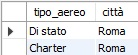 tipo_aereo città
Di stato Roma
Charter Roma